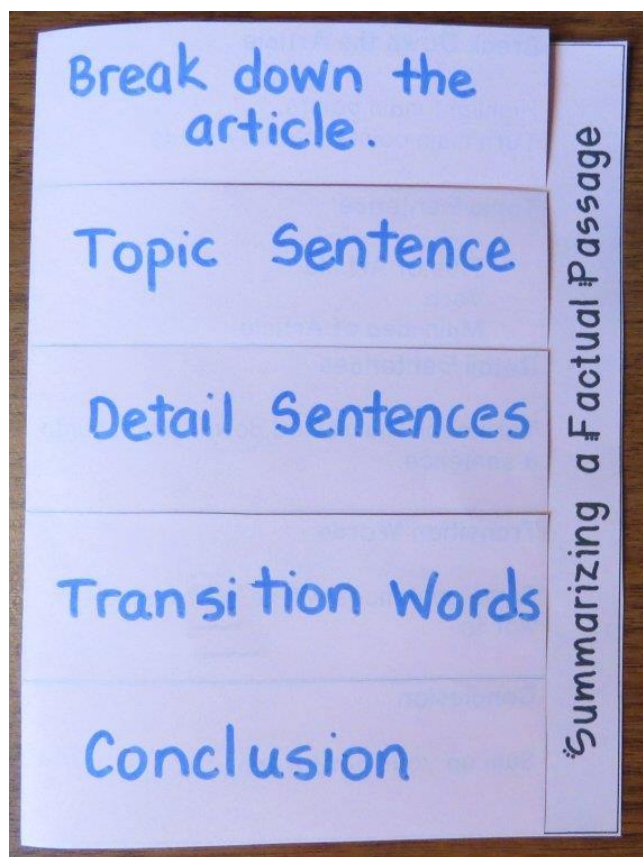 Break down the
article.
Topic Sentence
Detail Sentences
Transition Words
Conclusion
Summarizing a Factual Passage